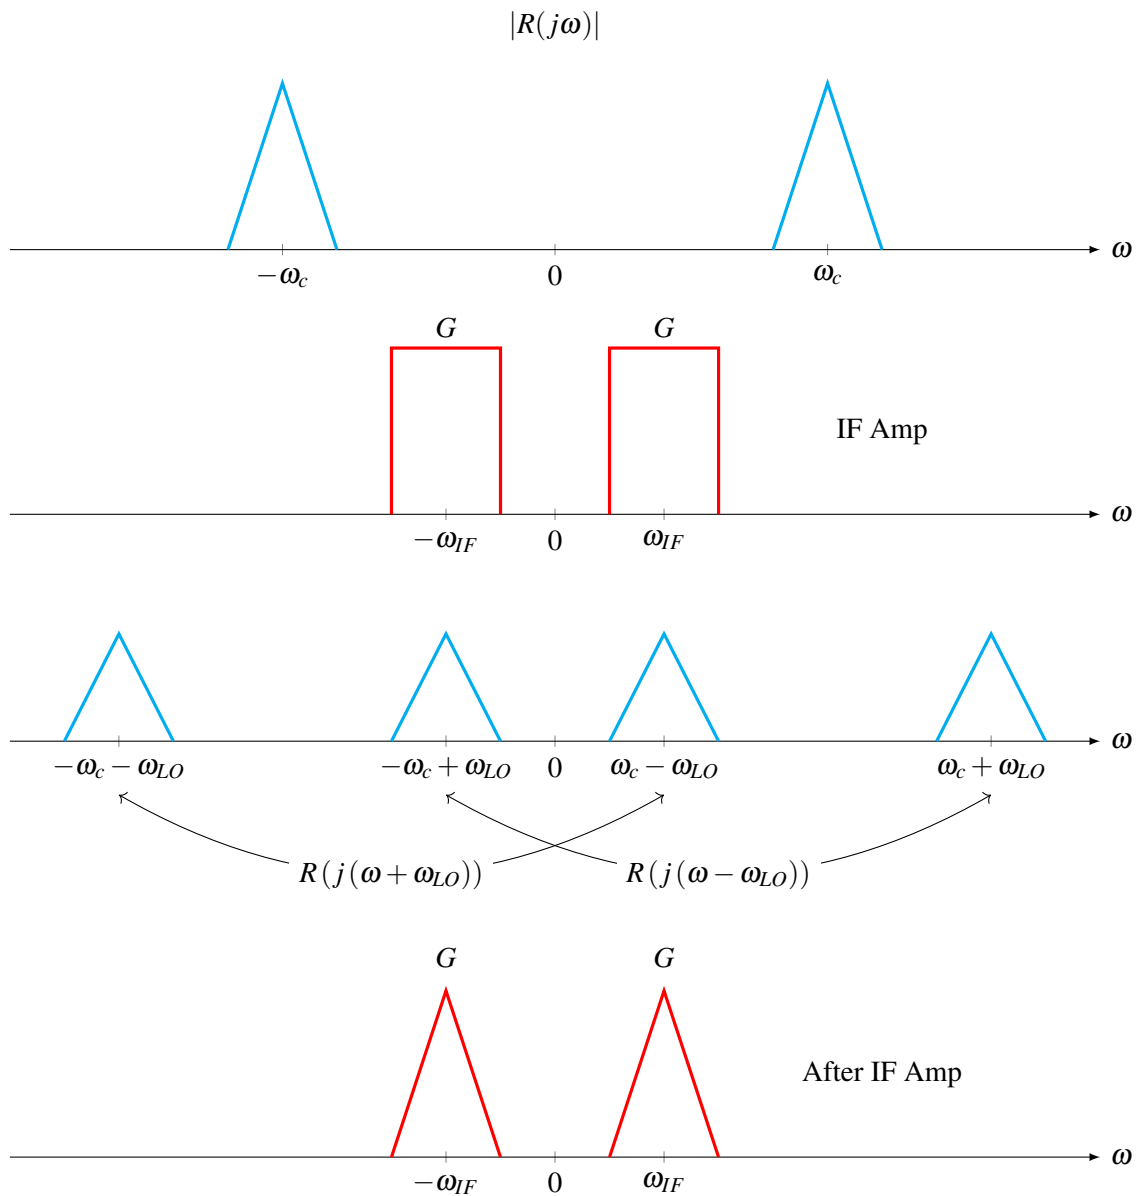 |R(jω)|
−ω_c 0 ω_c ω
G G
IF Amp
−ω_IF 0 ω_IF ω
−ω_c − ω_LO −ω_c + ω_LO 0 ω_c − ω_LO ω_c + ω_LO ω
R(j(ω + ω_LO)) R(j(ω − ω_LO))
G G
After IF Amp
−ω_IF 0 ω_IF ω